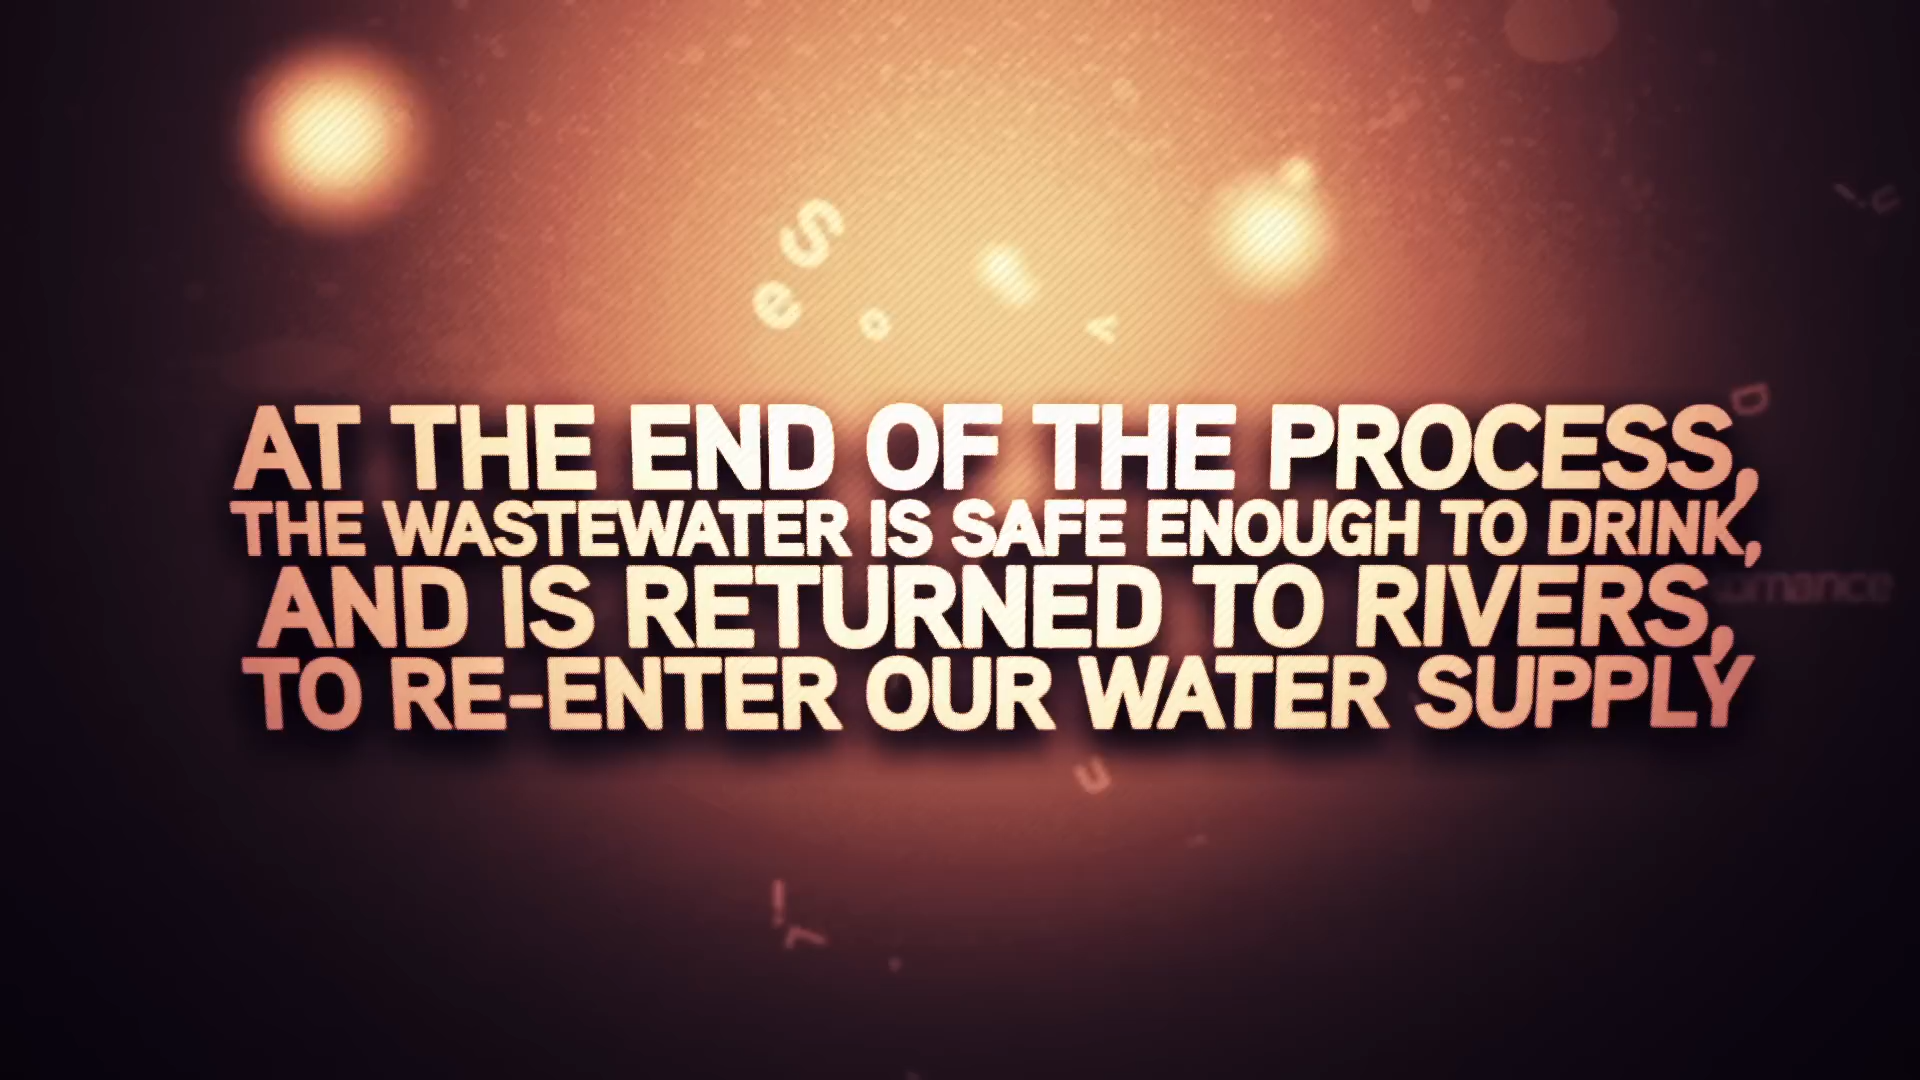 AT THE END OF THE PROCESS,
THE WASTEWATER IS SAFE ENOUGH TO DRINK,
AND IS RETURNED TO RIVERS,
TO RE-ENTER OUR WATER SUPPLY